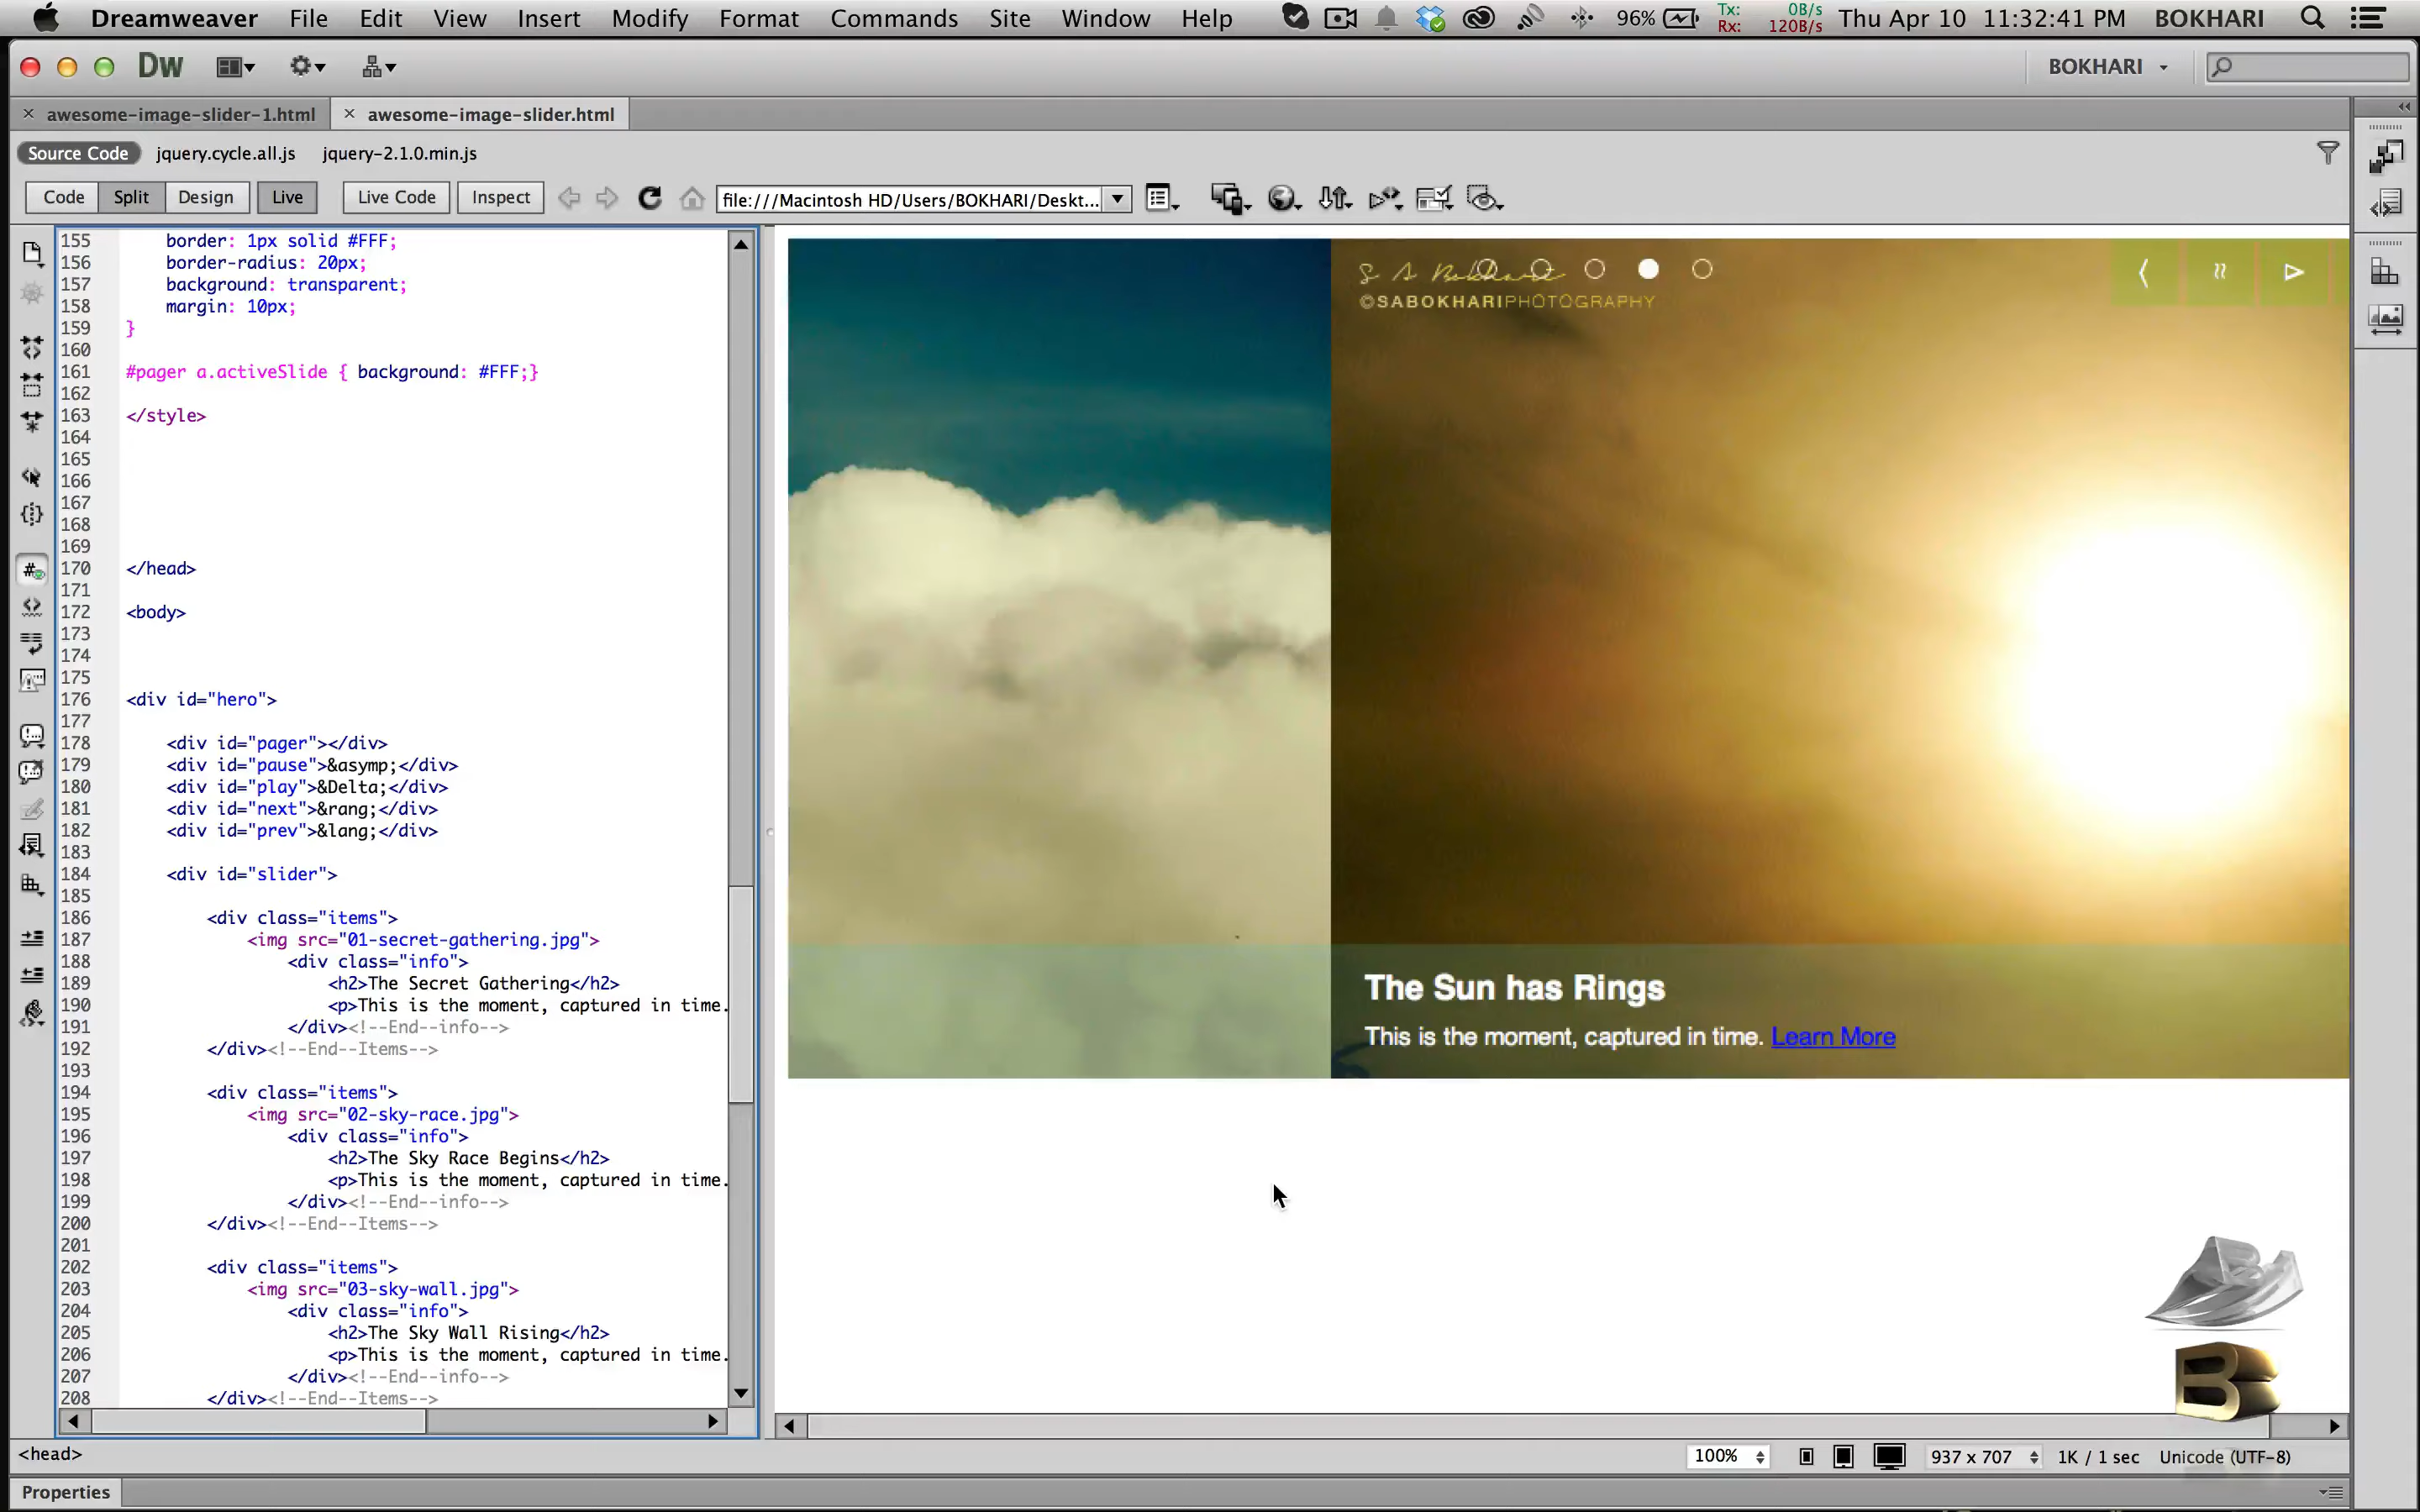 Dreamweaver File Edit View Insert Modify Format Commands Site Window Help 96% Tx: 0B/s Rx: 120B/s Thu Apr 10 11:32:41 PM BOKHARI
Dw BOKHARI
awesome-image-slider-1.html awesome-image-slider.html
Source Code jquery.cycle.all.js jquery-2.1.0.min.js
Code Split Design Live Live Code Inspect file:///Macintosh HD/Users/BOKHARI/Deskt...
155 border: 1px solid #FFF;
156 border-radius: 20px;
157 background: transparent;
158 margin: 10px;
159 }
160
161 #pager a.activeSlide { background: #FFF;}
162
163 </style>
164
165
166
167
168
169
170 </head>
171
172 <body>
173
174
175
176 <div id="hero">
177
178 <div id="pager"></div>
179 <div id="pause">&asymp;</div>
180 <div id="play">&Delta;</div>
181 <div id="next">&rang;</div>
182 <div id="prev">&lang;</div>
183
184 <div id="slider">
185
186 <div class="items">
187 <img src="01-secret-gathering.jpg">
188 <div class="info">
189 <h2>The Secret Gathering</h2>
190 <p>This is the moment, captured in time.
191 </div><!--End--info-->
192 </div><!--End--Items-->
193
194 <div class="items">
195 <img src="02-sky-race.jpg">
196 <div class="info">
197 <h2>The Sky Race Begins</h2>
198 <p>This is the moment, captured in time.
199 </div><!--End--info-->
200 </div><!--End--Items-->
201
202 <div class="items">
203 <img src="03-sky-wall.jpg">
204 <div class="info">
205 <h2>The Sky Wall Rising</h2>
206 <p>This is the moment, captured in time.
207 </div><!--End--info-->
208 </div><!--End--Items-->
S A Bokhari
©SABOKHARIPHOTOGRAPHY
The Sun has Rings
This is the moment, captured in time. Learn More
B
<head> 100% 937 x 707 1K / 1 sec Unicode (UTF-8)
Properties